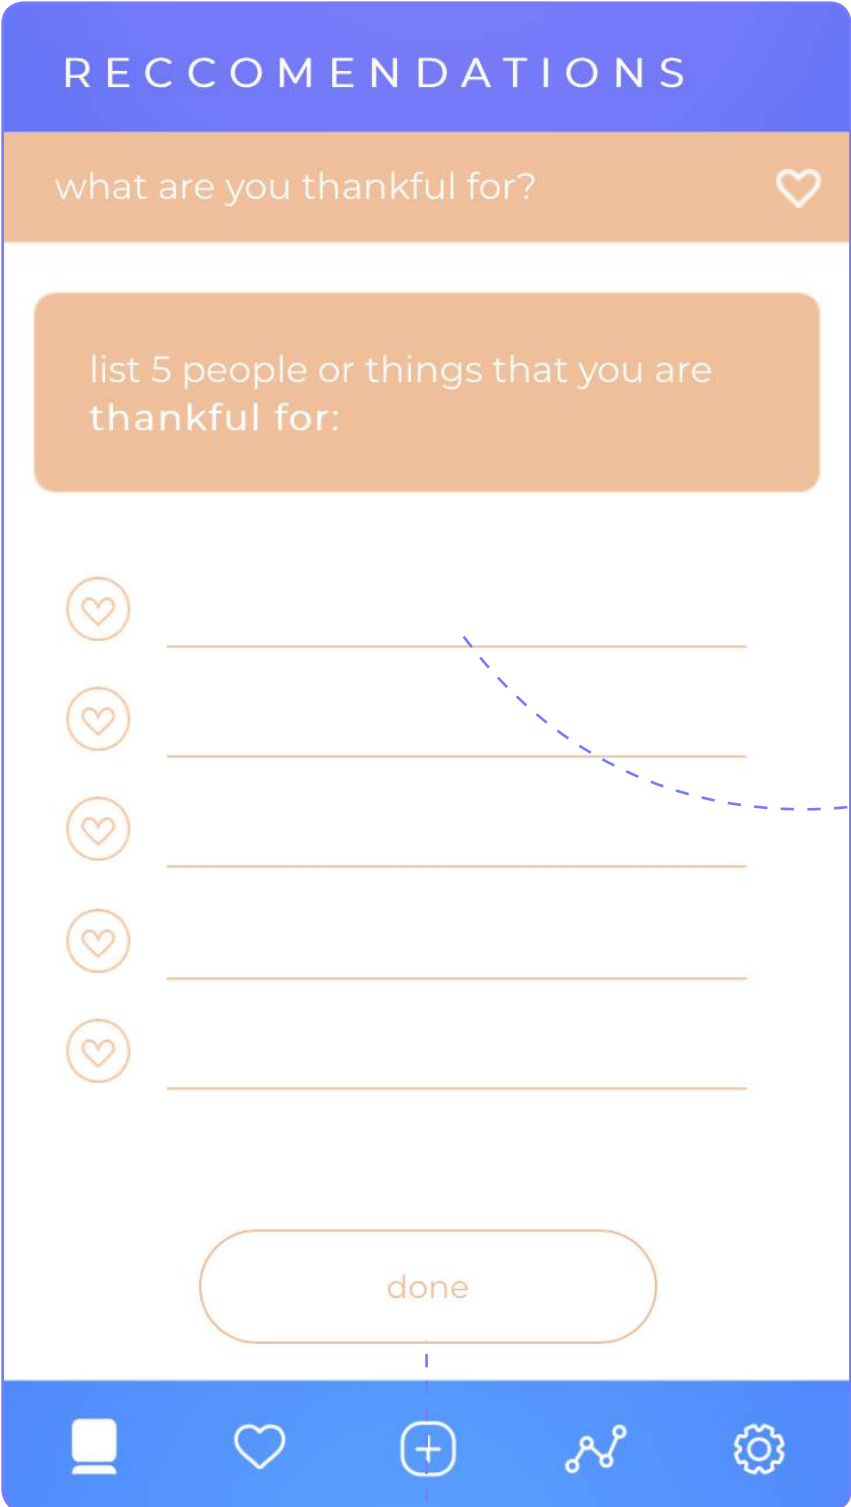 RECCOMENDATIONS
what are you thankful for?
list 5 people or things that you are
thankful for:
done